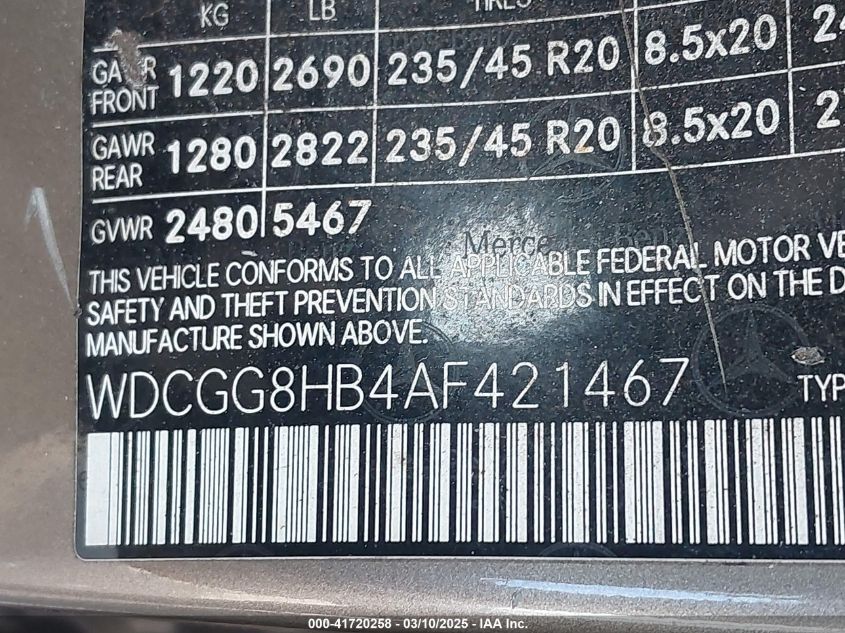 KG LB TIRES
GAWR FRONT 1220 2690 235/45 R20 8.5x20
GAWR REAR 1280 2822 235/45 R20 8.5x20
GVWR 2480 5467
THIS VEHICLE CONFORMS TO ALL APPLICABLE FEDERAL MOTOR VE
SAFETY AND THEFT PREVENTION STANDARDS IN EFFECT ON THE D
MANUFACTURE SHOWN ABOVE.
WDCGG8HB4AF421467 TYP
000-41720258 - 03/10/2025 - IAA Inc.